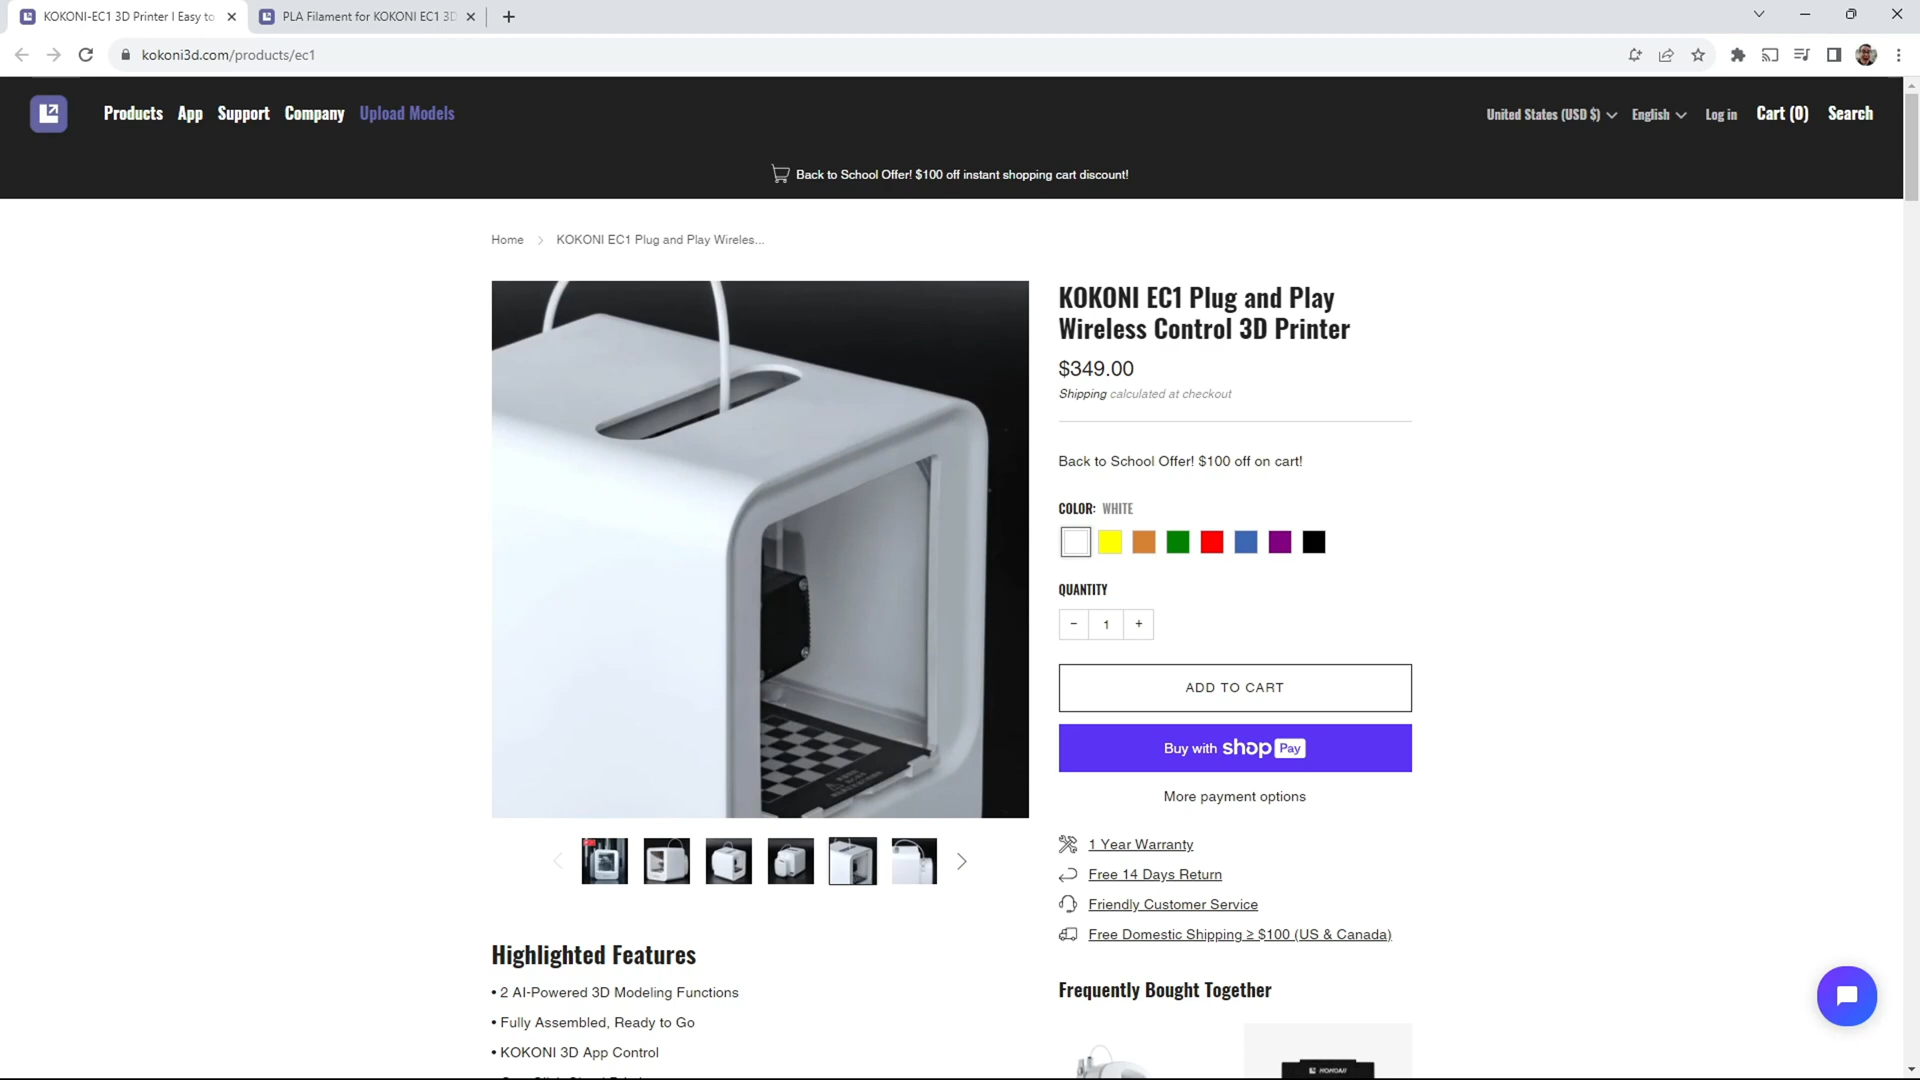 KOKONI-EC1 3D Printer I Easy to
PLA Filament for KOKONI EC1 3D
kokoni3d.com/products/ec1
Products App Support Company Upload Models
United States (USD $) English Log in Cart (0) Search
Back to School Offer! $100 off instant shopping cart discount!
Home KOKONI EC1 Plug and Play Wireles...
KOKONI EC1 Plug and Play
Wireless Control 3D Printer
$349.00
Shipping calculated at checkout
Back to School Offer! $100 off on cart!
COLOR: WHITE
QUANTITY
− 1 +
ADD TO CART
Buy with shop Pay
More payment options
1 Year Warranty
Free 14 Days Return
Friendly Customer Service
Free Domestic Shipping ≥ $100 (US & Canada)
Highlighted Features
• 2 AI-Powered 3D Modeling Functions
• Fully Assembled, Ready to Go
• KOKONI 3D App Control
Frequently Bought Together
KOKONI